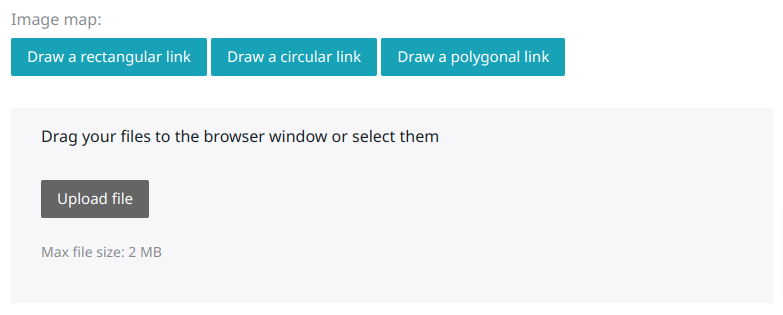 Image map:
Draw a rectangular link Draw a circular link Draw a polygonal link
Drag your files to the browser window or select them
Upload file
Max file size: 2 MB